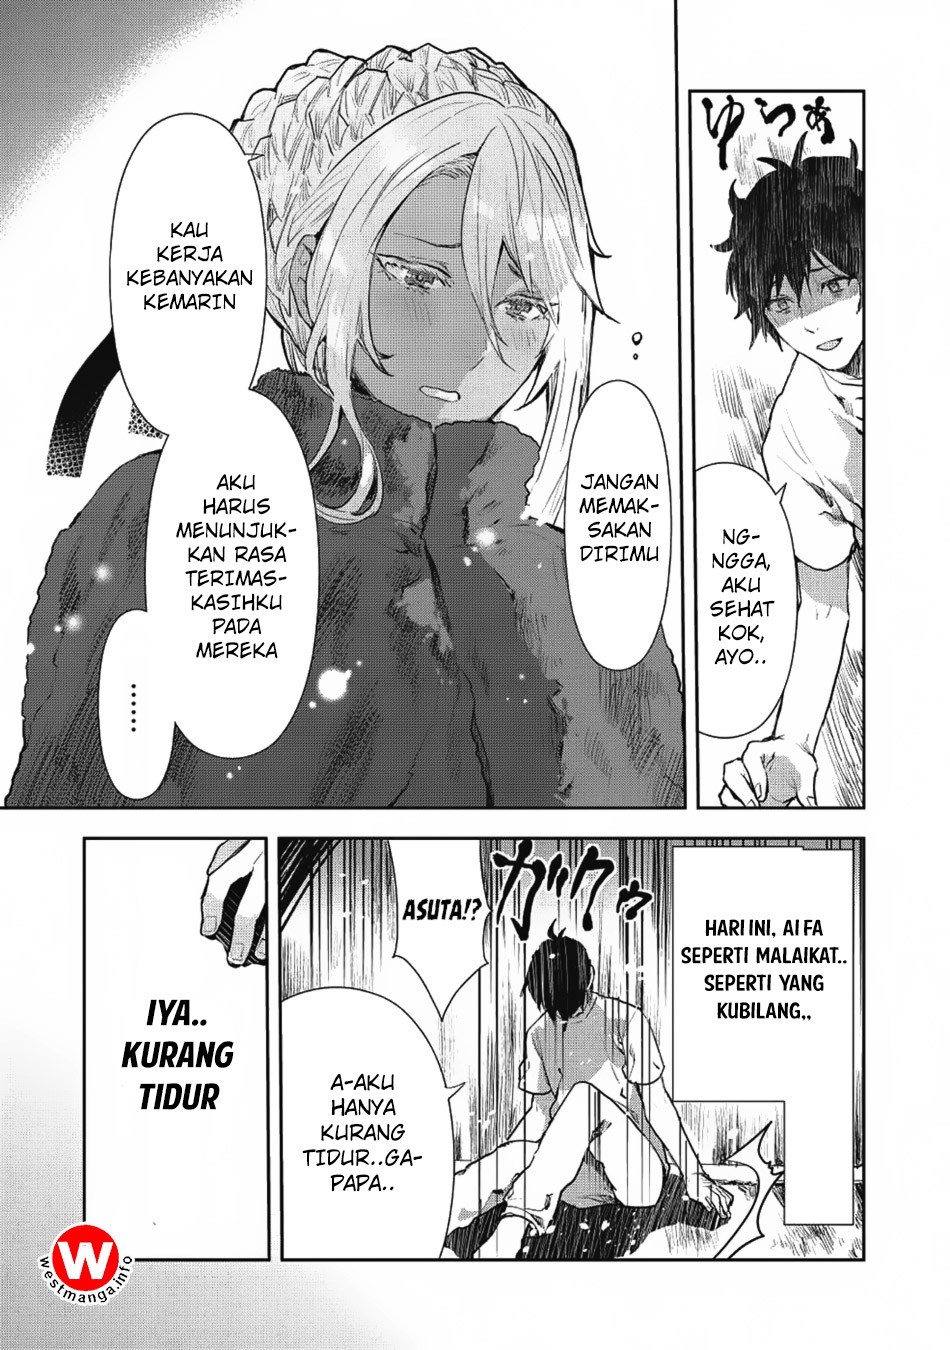 ゆらぁ
NG-
NGGA,
AKU
SEHAT
KOK,
AYO..
JANGAN
MEMAK-
SAKAN
DIRIMU
KAU
KERJA
KEBANYAKAN
KEMARIN
AKU
HARUS
MENUNJUK-
KAN RASA
TERIMAS-
KASIHKU
PADA
MEREKA
........
HARI INI, AI FA
SEPERTI MALAIKAT..
SEPERTI YANG
KUBILANG,,
ガクゥ
ASUTA!?
A-AKU
HANYA
KURANG
TIDUR..GA-
PAPA..
IYA..
KURANG
TIDUR
W
westmanga.info